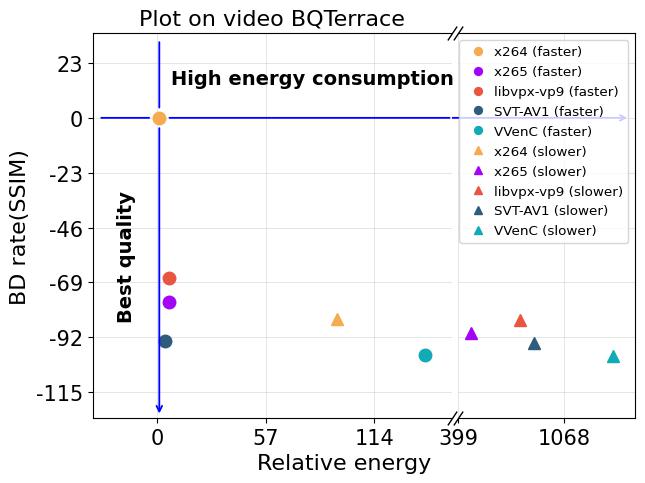 Plot on video BQTerrace
BD rate(SSIM)
23
0
-23
-46
-69
-92
-115
High energy consumption
Best quality
x264 (faster)
x265 (faster)
libvpx-vp9 (faster)
SVT-AV1 (faster)
VVenC (faster)
x264 (slower)
x265 (slower)
libvpx-vp9 (slower)
SVT-AV1 (slower)
VVenC (slower)
0 57 114 399 1068
Relative energy